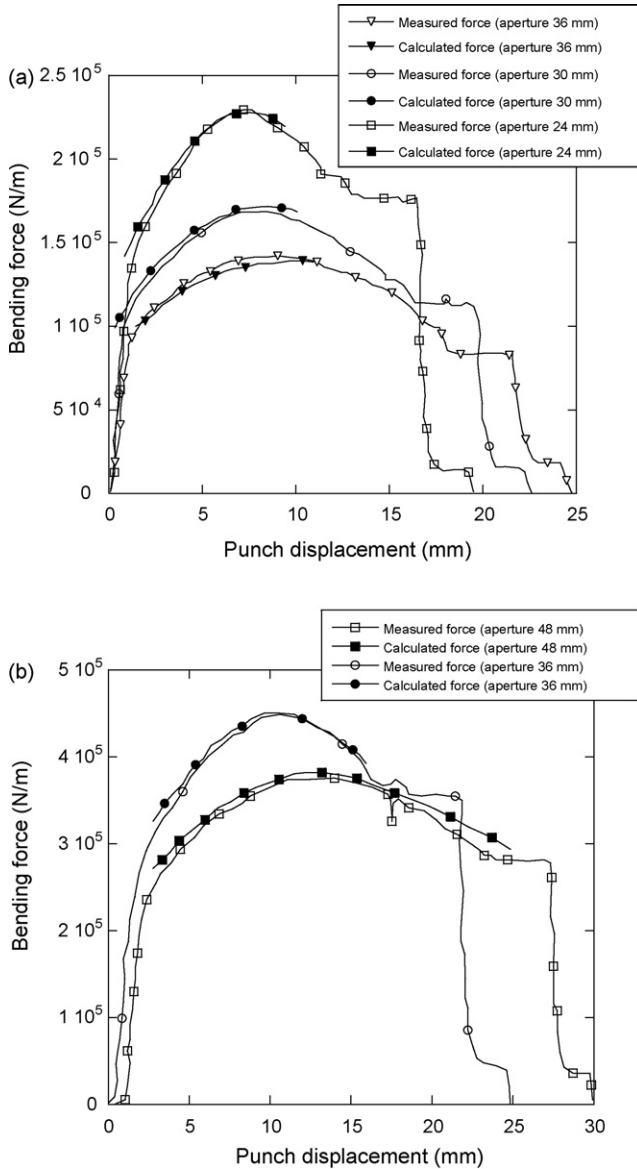 (a)
Measured force (aperture 36 mm)
Calculated force (aperture 36 mm)
Measured force (aperture 30 mm)
Calculated force (aperture 30 mm)
Measured force (aperture 24 mm)
Calculated force (aperture 24 mm)
2.5 10⁵
2 10⁵
1.5 10⁵
1 10⁵
5 10⁴
0
Bending force (N/m)
0 5 10 15 20 25
Punch displacement (mm)
(b)
Measured force (aperture 48 mm)
Calculated force (aperture 48 mm)
Measured force (aperture 36 mm)
Calculated force (aperture 36 mm)
5 10⁵
4 10⁵
3 10⁵
2 10⁵
1 10⁵
0
Bending force (N/m)
0 5 10 15 20 25 30
Punch displacement (mm)